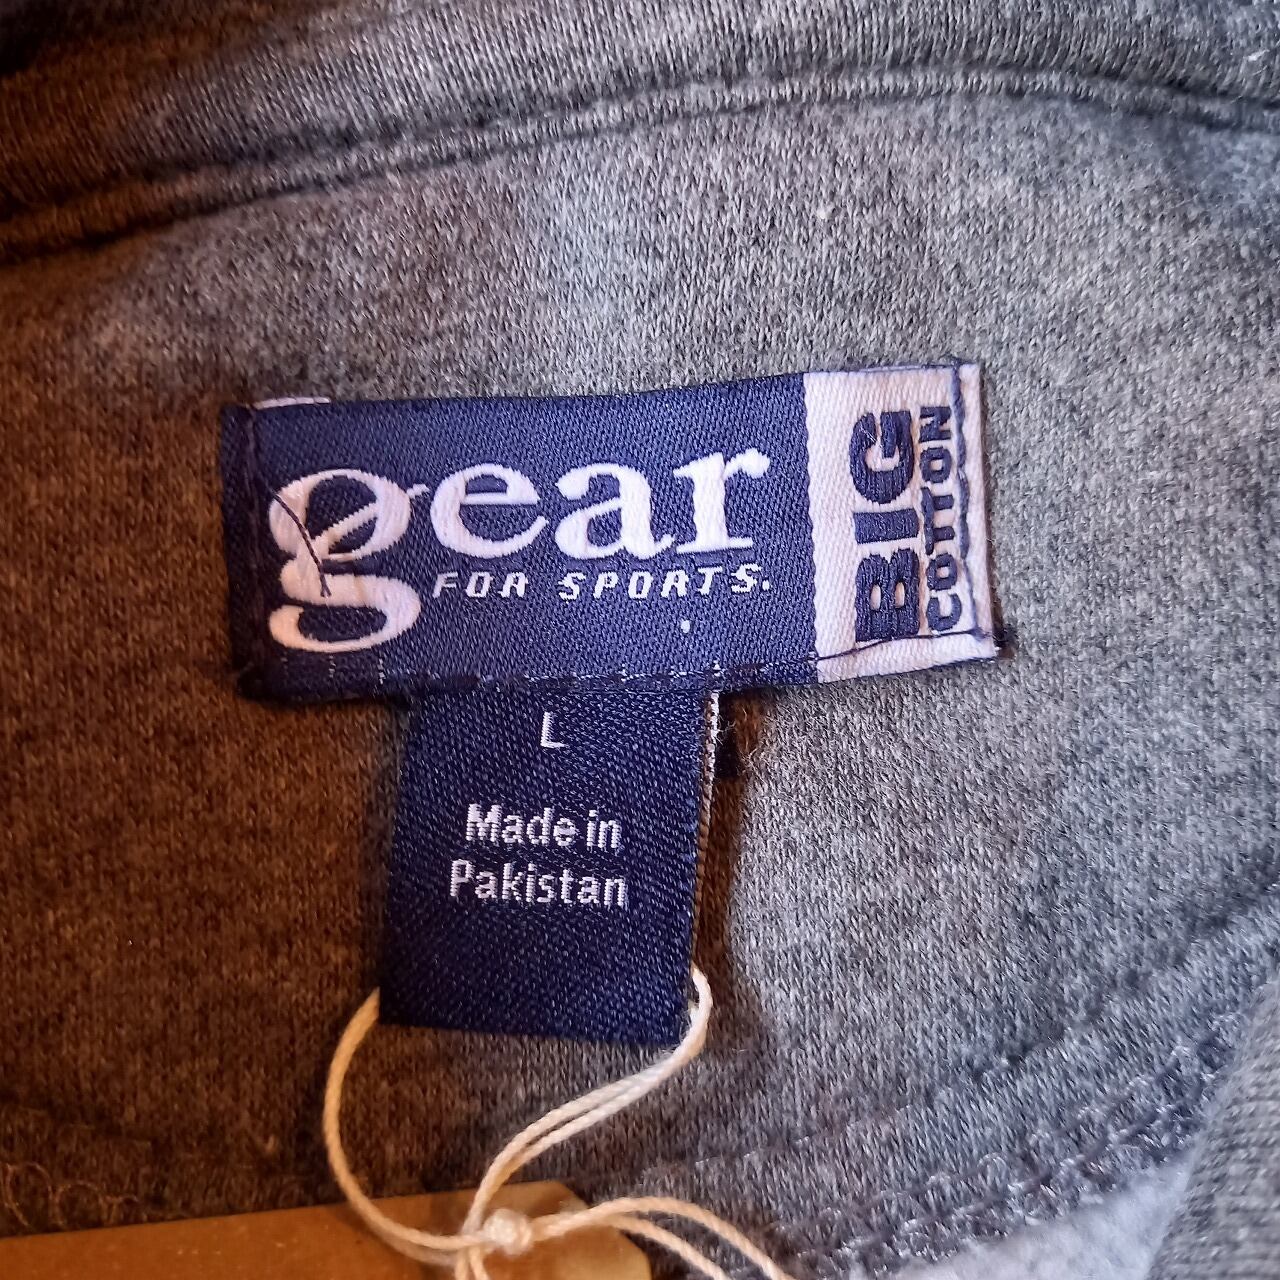 gear
FOR SPORTS.
BIG
COTTON
L
Made in
Pakistan